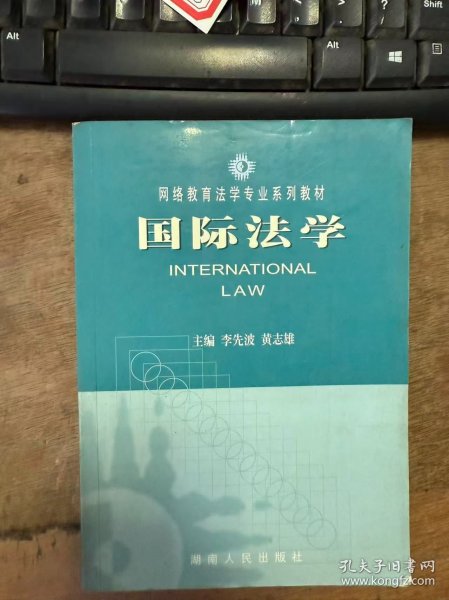 Alt
>
?
Shift
Alt
网络教育法学专业系列教材
国际法学
INTERNATIONAL
LAW
主编 李先波 黄志雄
湖南人民出版社
孔夫子旧书网
www.kongfz.com